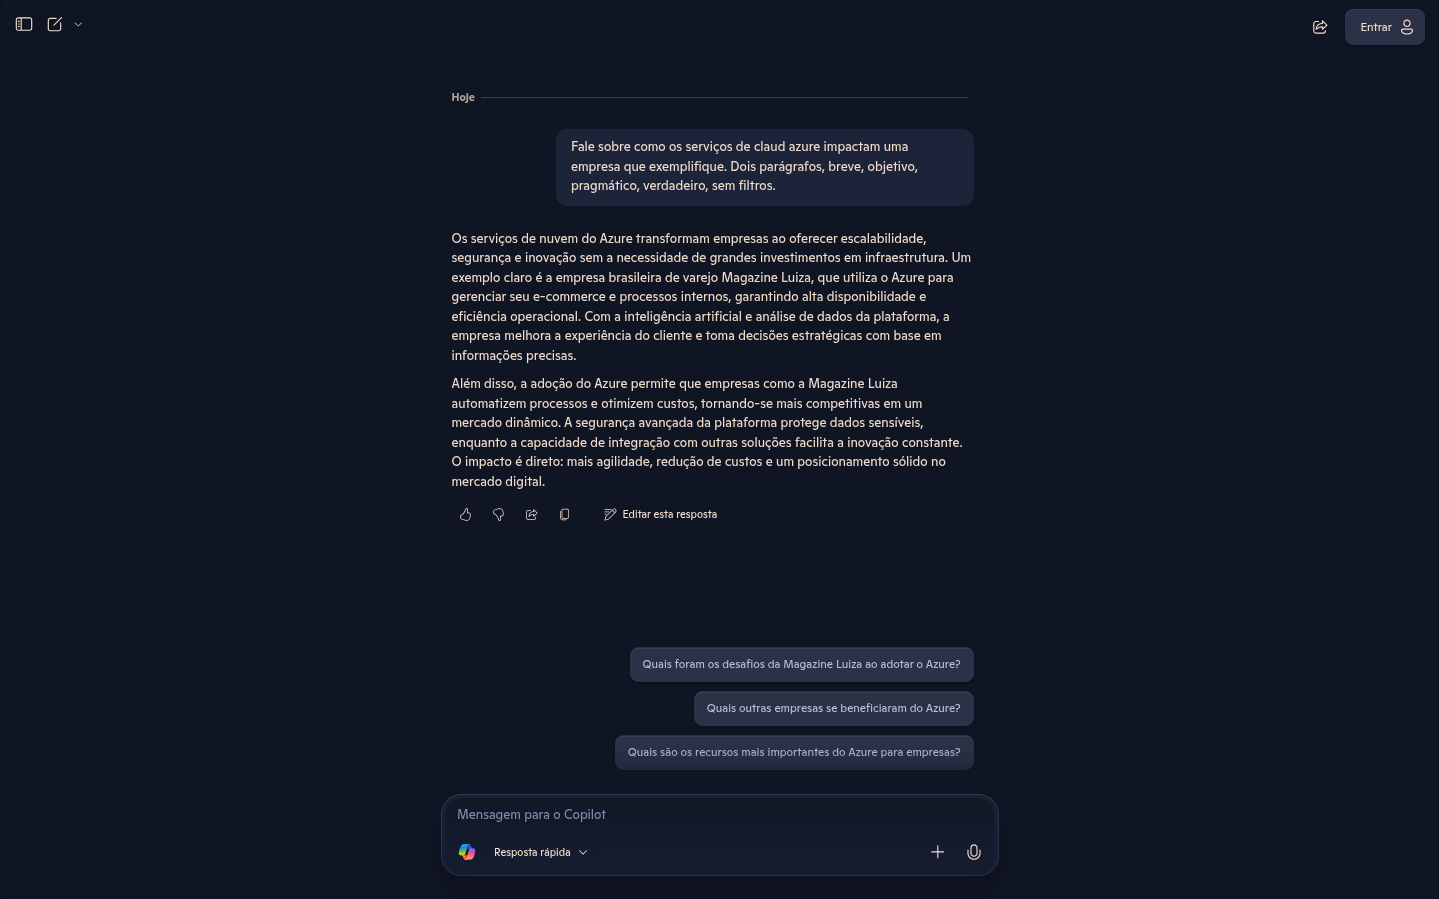 Entrar
Hoje
Fale sobre como os serviços de claud azure impactam uma
empresa que exemplifique. Dois parágrafos, breve, objetivo,
pragmático, verdadeiro, sem filtros.
Os serviços de nuvem do Azure transformam empresas ao oferecer escalabilidade,
segurança e inovação sem a necessidade de grandes investimentos em infraestrutura. Um
exemplo claro é a empresa brasileira de varejo Magazine Luiza, que utiliza o Azure para
gerenciar seu e-commerce e processos internos, garantindo alta disponibilidade e
eficiência operacional. Com a inteligência artificial e análise de dados da plataforma, a
empresa melhora a experiência do cliente e toma decisões estratégicas com base em
informações precisas.
Além disso, a adoção do Azure permite que empresas como a Magazine Luiza
automatizem processos e otimizem custos, tornando-se mais competitivas em um
mercado dinâmico. A segurança avançada da plataforma protege dados sensíveis,
enquanto a capacidade de integração com outras soluções facilita a inovação constante.
O impacto é direto: mais agilidade, redução de custos e um posicionamento sólido no
mercado digital.
Editar esta resposta
Quais foram os desafios da Magazine Luiza ao adotar o Azure?
Quais outras empresas se beneficiaram do Azure?
Quais são os recursos mais importantes do Azure para empresas?
Mensagem para o Copilot
Resposta rápida